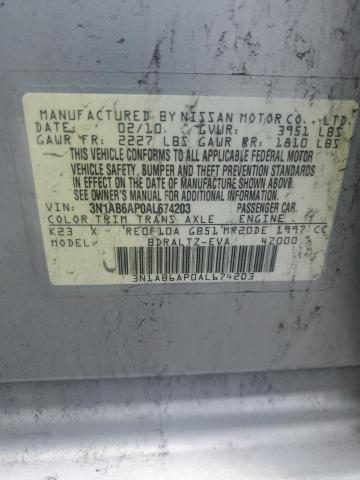 MANUFACTURED BY NISSAN MOTOR CO., LTD.
DATE: 02/10 GVWR: 3951 LBS
GAWR FR: 2227 LBS GAWR RR: 1810 LBS
THIS VEHICLE CONFORMS TO ALL APPLICABLE FEDERAL MOTOR
VEHICLE SAFETY, BUMPER AND THEFT PREVENTION STANDARDS
IN EFFECT ON THE DATE OF MANUFACTURE SHOWN ABOVE.
SEE OWNER'S MANUAL FOR ADDITIONAL INFORMATION.
VIN: 3N1AB6AP0AL674203 PASSENGER CAR.
COLOR TRIM TRANS AXLE ENGINE
K23 X RE0F10A GB51 MR20DE 1997 CC
MODEL BDRALTZ-EVA 4Z000
3N1AB6AP0AL674203